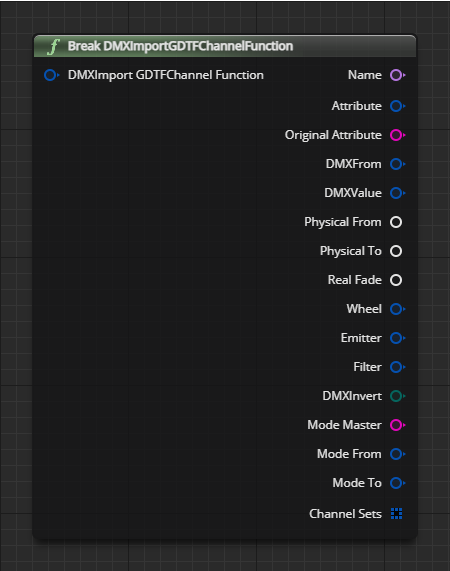 f Break DMXImportGDTFChannelFunction
DMXImport GDTFChannel Function
Name
Attribute
Original Attribute
DMXFrom
DMXValue
Physical From
Physical To
Real Fade
Wheel
Emitter
Filter
DMXInvert
Mode Master
Mode From
Mode To
Channel Sets